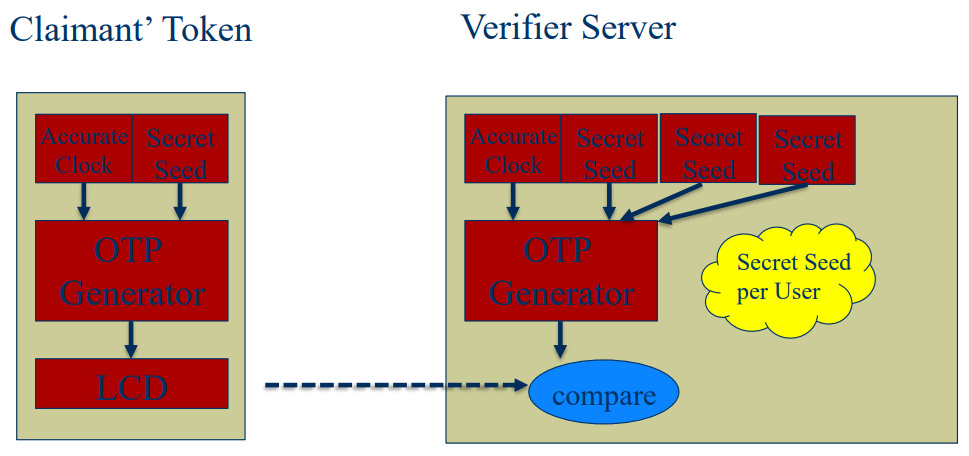 Claimant’ Token
Verifier Server
Accurate
Clock
Secret
Seed
OTP
Generator
LCD
Accurate
Clock
Secret
Seed
Secret
Seed
Secret
Seed
OTP
Generator
Secret Seed
per User
compare